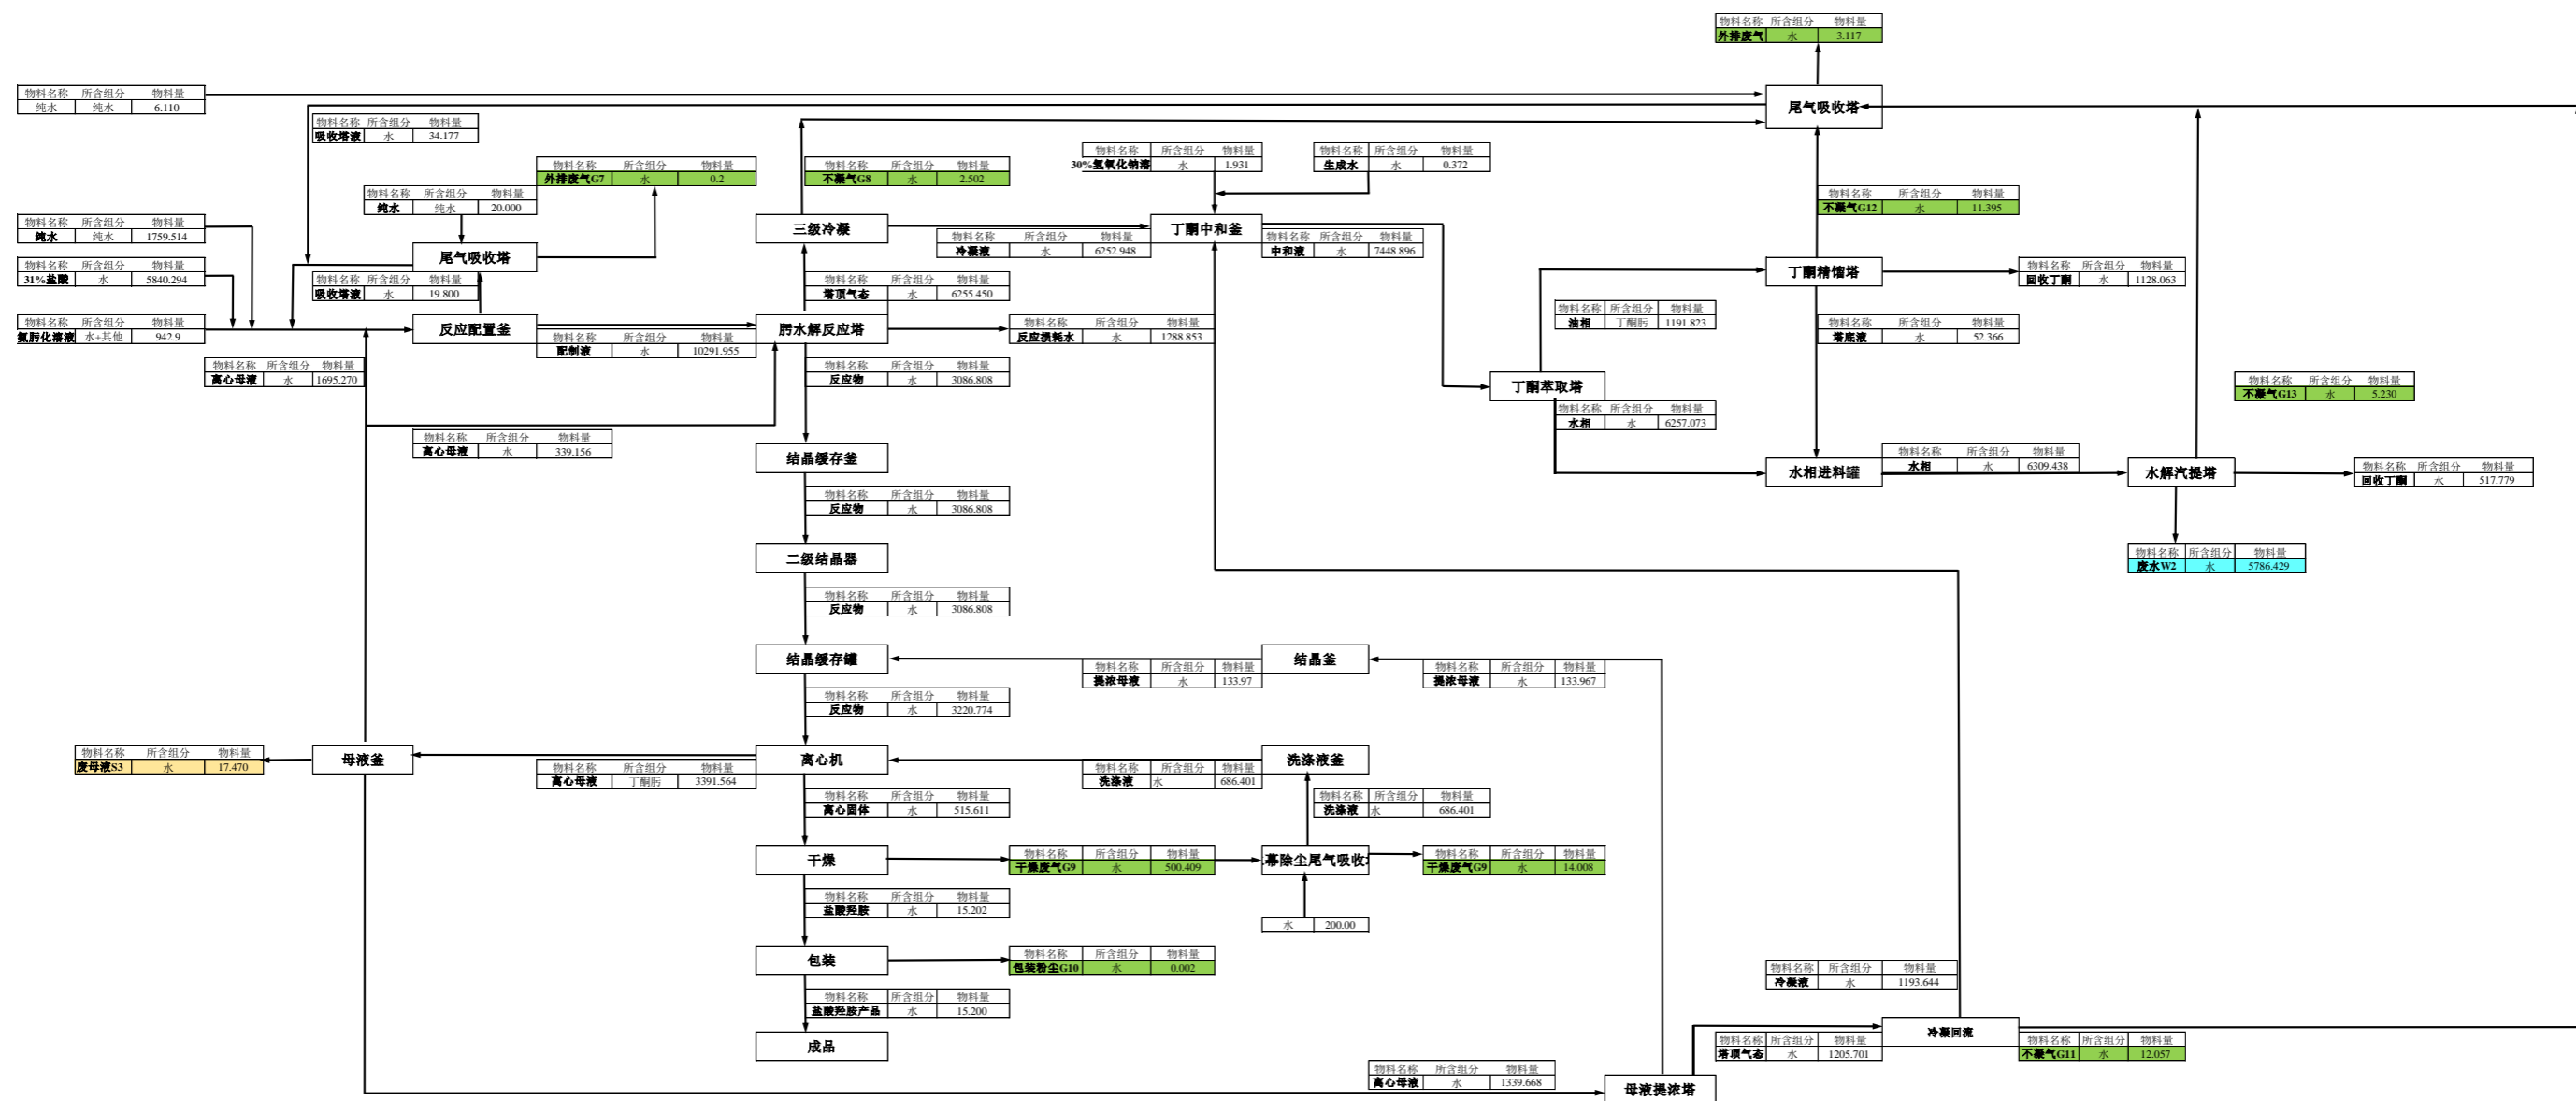 物料名称 所含组分 物料量
外排废气 水 3.117
物料名称 所含组分 物料量
纯水 纯水 6.110
尾气吸收塔
物料名称 所含组分 物料量
吸收塔液 水 34.177
物料名称 所含组分 物料量
30%氢氧化钠溶 水 1.931
物料名称 所含组分 物料量
生成水 水 0.372
物料名称 所含组分 物料量
外排废气G7 水 0.2
物料名称 所含组分 物料量
不凝气G8 水 2.502
物料名称 所含组分 物料量
纯水 纯水 20.000
物料名称 所含组分 物料量
不凝气G12 水 11.395
物料名称 所含组分 物料量
纯水 纯水 1759.514
三级冷凝
丁酮中和釜
物料名称 所含组分 物料量
冷凝液 水 6252.948
物料名称 所含组分 物料量
中和液 水 7448.896
尾气吸收塔
物料名称 所含组分 物料量
31%盐酸 水 5840.294
物料名称 所含组分 物料量
吸收塔液 水 19.800
物料名称 所含组分 物料量
塔顶气态 水 6255.450
丁酮精馏塔
物料名称 所含组分 物料量
回收丁酮 水 1128.063
物料名称 所含组分 物料量
油相 丁酮肟 1191.823
物料名称 所含组分 物料量
氨肟化溶液 水+其他 942.9
反应配置釜
肟水解反应塔
物料名称 所含组分 物料量
反应损耗水 水 1288.853
物料名称 所含组分 物料量
塔底液 水 52.366
物料名称 所含组分 物料量
配制液 水 10291.955
物料名称 所含组分 物料量
离心母液 水 1695.270
物料名称 所含组分 物料量
反应物 水 3086.808
丁酮萃取塔
物料名称 所含组分 物料量
不凝气G13 水 5.230
物料名称 所含组分 物料量
水相 水 6257.073
物料名称 所含组分 物料量
离心母液 水 339.156
结晶缓存釜
水相进料罐
物料名称 所含组分 物料量
水相 水 6309.438
水解汽提塔
物料名称 所含组分 物料量
回收丁酮 水 517.779
物料名称 所含组分 物料量
反应物 水 3086.808
二级结晶器
物料名称 所含组分 物料量
废水W2 水 5786.429
物料名称 所含组分 物料量
反应物 水 3086.808
结晶缓存罐
结晶釜
物料名称 所含组分 物料量
提浓母液 水 133.97
物料名称 所含组分 物料量
提浓母液 水 133.967
物料名称 所含组分 物料量
反应物 水 3220.774
物料名称 所含组分 物料量
废母液S3 水 17.470
母液釜
离心机
洗涤液釜
物料名称 所含组分 物料量
离心母液 丁酮肟 3391.564
物料名称 所含组分 物料量
洗涤液 水 686.401
物料名称 所含组分 物料量
离心固体 水 515.611
物料名称 所含组分 物料量
洗涤液 水 686.401
干燥
物料名称 所含组分 物料量
干燥废气G9 水 500.409
幕除尘尾气吸收
物料名称 所含组分 物料量
干燥废气G9 水 14.008
物料名称 所含组分 物料量
盐酸羟胺 水 15.202
水 200.00
包装
物料名称 所含组分 物料量
包装粉尘G10 水 0.002
物料名称 所含组分 物料量
冷凝液 水 1193.644
物料名称 所含组分 物料量
盐酸羟胺产品 水 15.200
成品
冷凝回流
物料名称 所含组分 物料量
塔顶气态 水 1205.701
物料名称 所含组分 物料量
不凝气G11 水 12.057
物料名称 所含组分 物料量
离心母液 水 1339.668
母液提浓塔